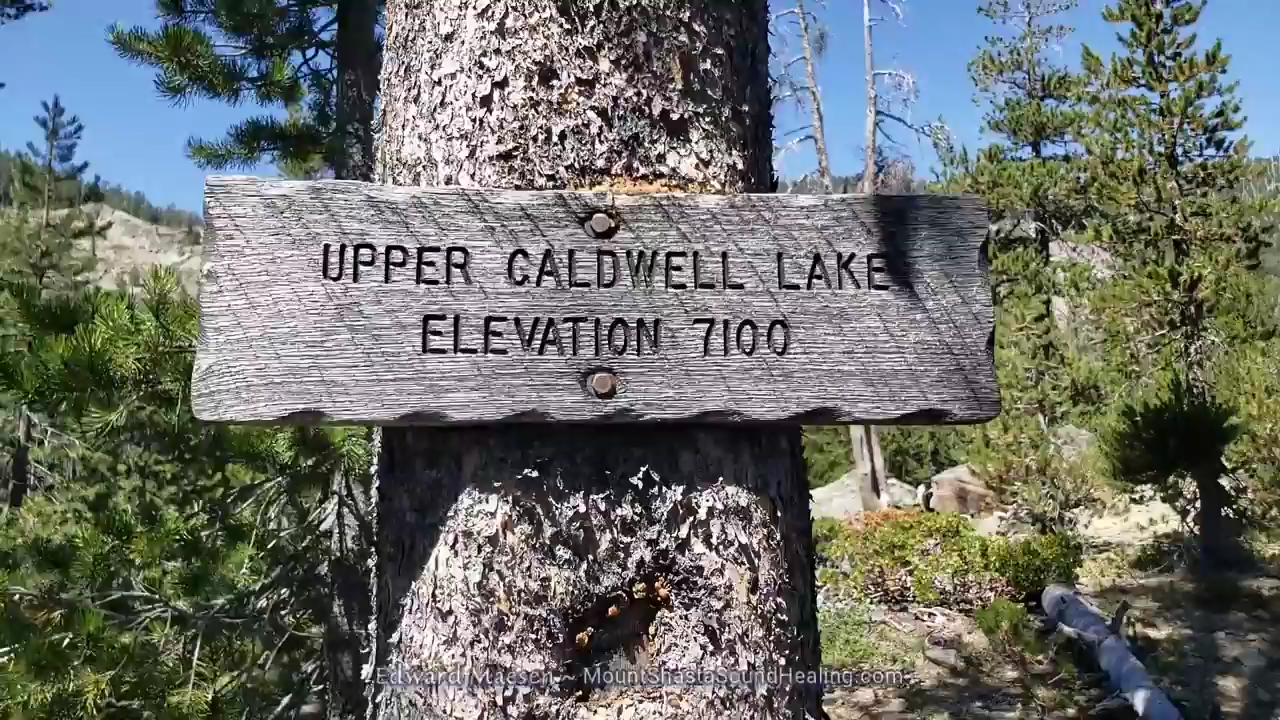 UPPER CALDWELL LAKE
ELEVATION 7100
Edward Maesen ~ MountShastaSoundHealing.com